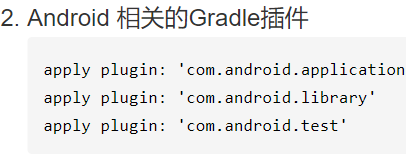 2. Android 相关的Gradle插件
apply plugin: 'com.android.application
apply plugin: 'com.android.library'
apply plugin: 'com.android.test'